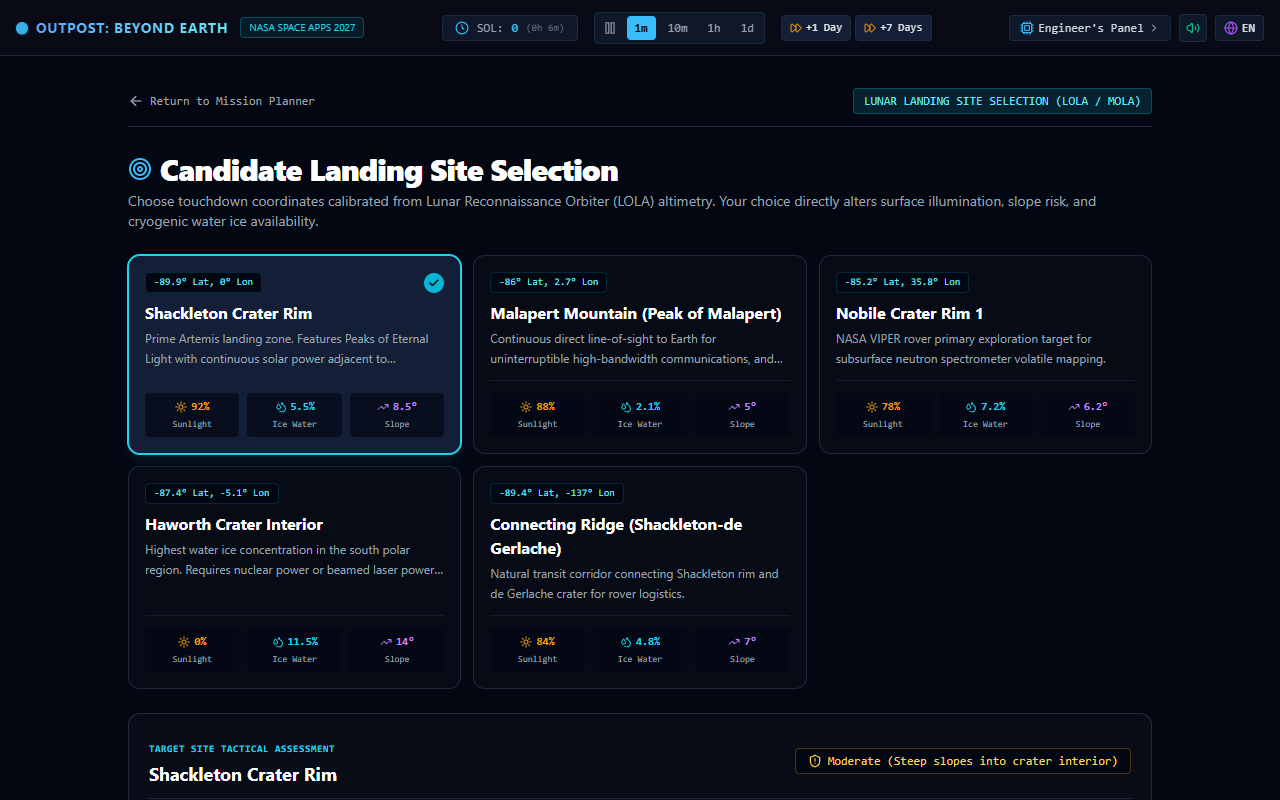 OUTPOST: BEYOND EARTH
NASA SPACE APPS 2027
SOL: 0 (0h 6m)
1m
10m
1h
1d
+1 Day
+7 Days
Engineer's Panel
EN
Return to Mission Planner
LUNAR LANDING SITE SELECTION (LOLA / MOLA)
Candidate Landing Site Selection
Choose touchdown coordinates calibrated from Lunar Reconnaissance Orbiter (LOLA) altimetry. Your choice directly alters surface illumination, slope risk, and
cryogenic water ice availability.
-89.9° Lat, 0° Lon
Shackleton Crater Rim
Prime Artemis landing zone. Features Peaks of Eternal
Light with continuous solar power adjacent to...
92%
Sunlight
5.5%
Ice Water
8.5°
Slope
-86° Lat, 2.7° Lon
Malapert Mountain (Peak of Malapert)
Continuous direct line-of-sight to Earth for
uninterruptible high-bandwidth communications, and...
88%
Sunlight
2.1%
Ice Water
5°
Slope
-85.2° Lat, 35.8° Lon
Nobile Crater Rim 1
NASA VIPER rover primary exploration target for
subsurface neutron spectrometer volatile mapping.
78%
Sunlight
7.2%
Ice Water
6.2°
Slope
-87.4° Lat, -5.1° Lon
Haworth Crater Interior
Highest water ice concentration in the south polar
region. Requires nuclear power or beamed laser power...
0%
Sunlight
11.5%
Ice Water
14°
Slope
-89.4° Lat, -137° Lon
Connecting Ridge (Shackleton-de
Gerlache)
Natural transit corridor connecting Shackleton rim and
de Gerlache crater for rover logistics.
84%
Sunlight
4.8%
Ice Water
7°
Slope
TARGET SITE TACTICAL ASSESSMENT
Shackleton Crater Rim
Moderate (Steep slopes into crater interior)